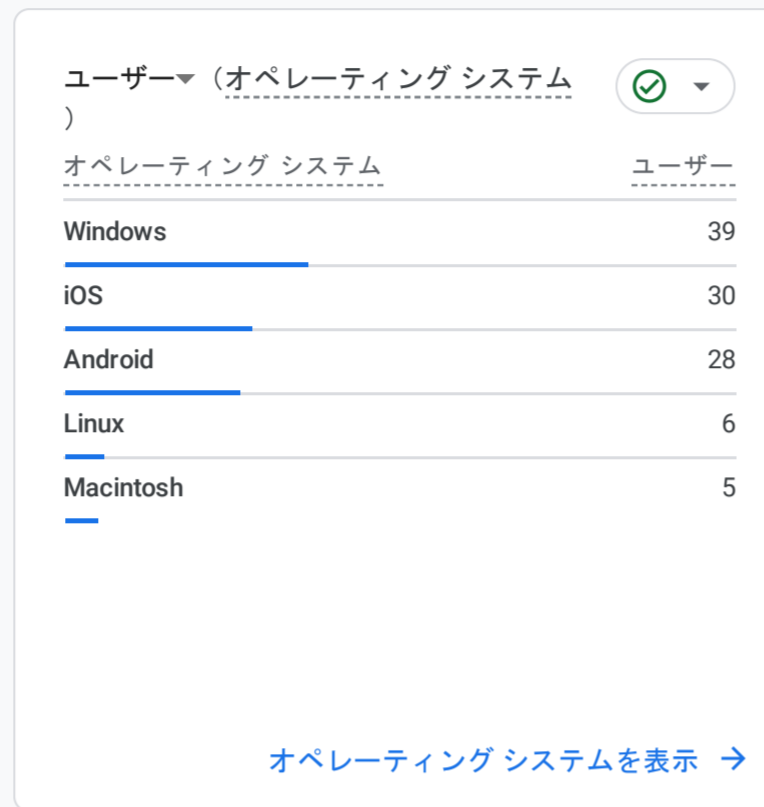 ユーザー（オペレーティング システム
）
オペレーティング システム ユーザー
Windows 39
iOS 30
Android 28
Linux 6
Macintosh 5
オペレーティング システムを表示 →